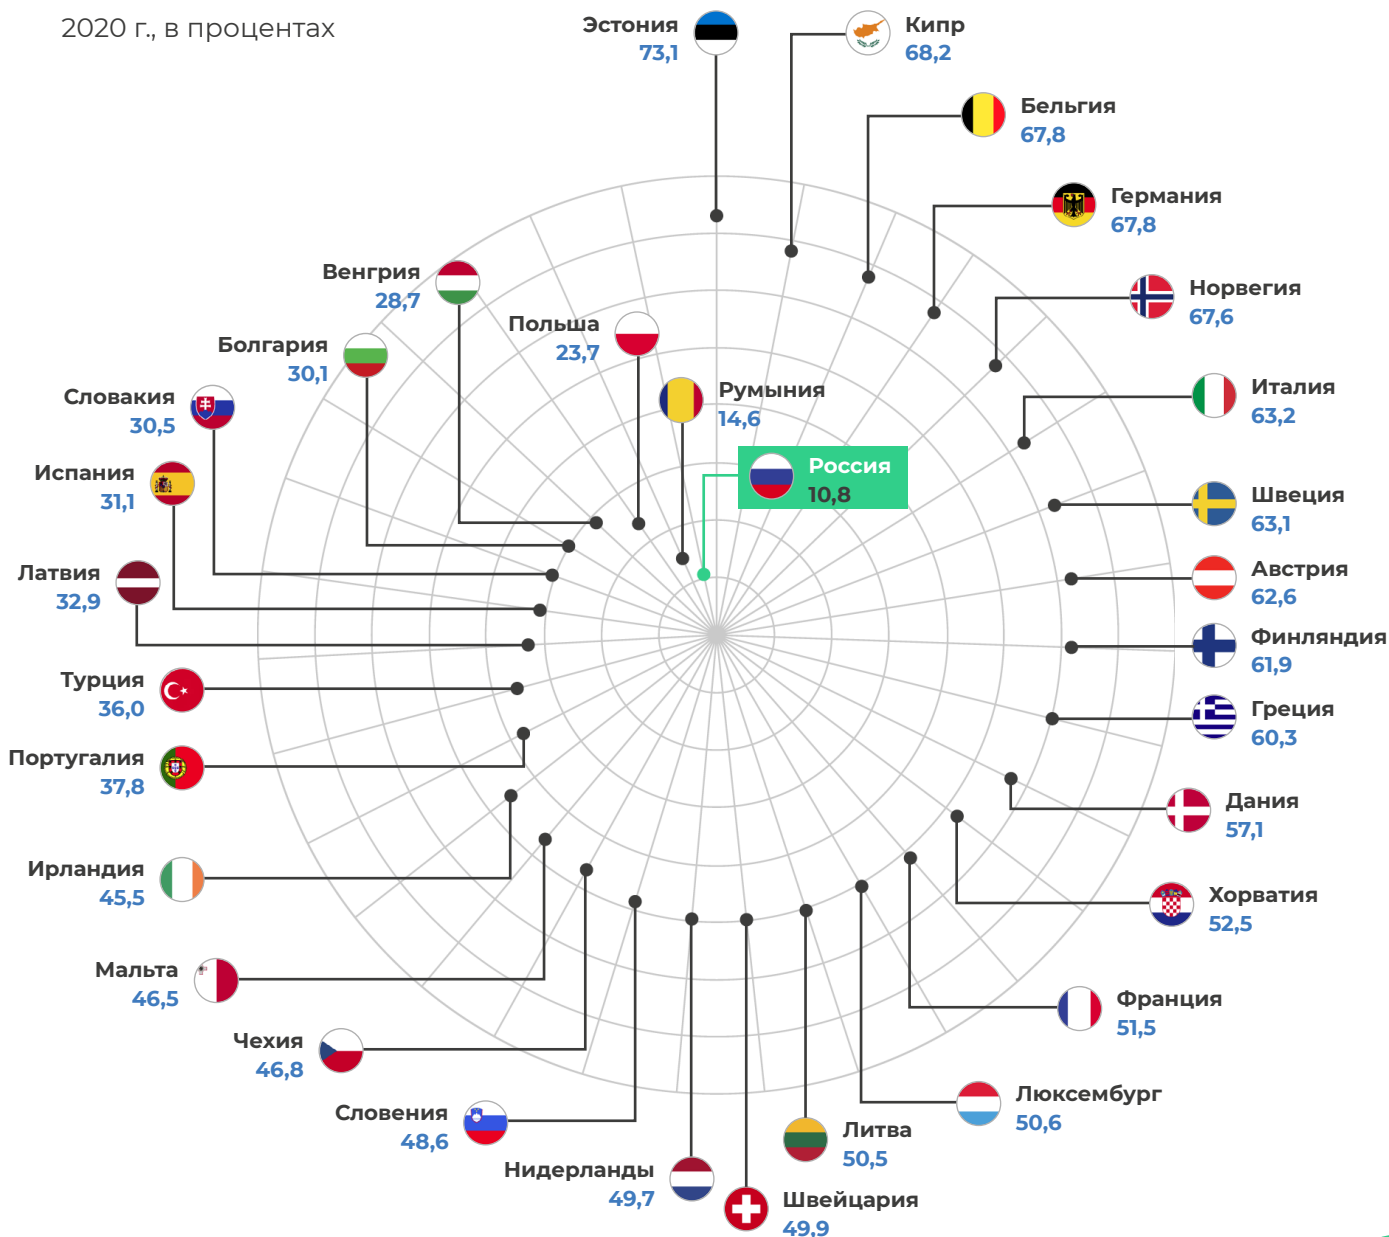 2020 г., в процентах
Эстония
73,1
Кипр
68,2
Бельгия
67,8
Германия
67,8
Норвегия
67,6
Италия
63,2
Швеция
63,1
Австрия
62,6
Финляндия
61,9
Греция
60,3
Дания
57,1
Хорватия
52,5
Франция
51,5
Люксембург
50,6
Литва
50,5
Швейцария
49,9
Нидерланды
49,7
Словения
48,6
Чехия
46,8
Мальта
46,5
Ирландия
45,5
Португалия
37,8
Турция
36,0
Латвия
32,9
Испания
31,1
Словакия
30,5
Болгария
30,1
Венгрия
28,7
Польша
23,7
Румыния
14,6
Россия
10,8